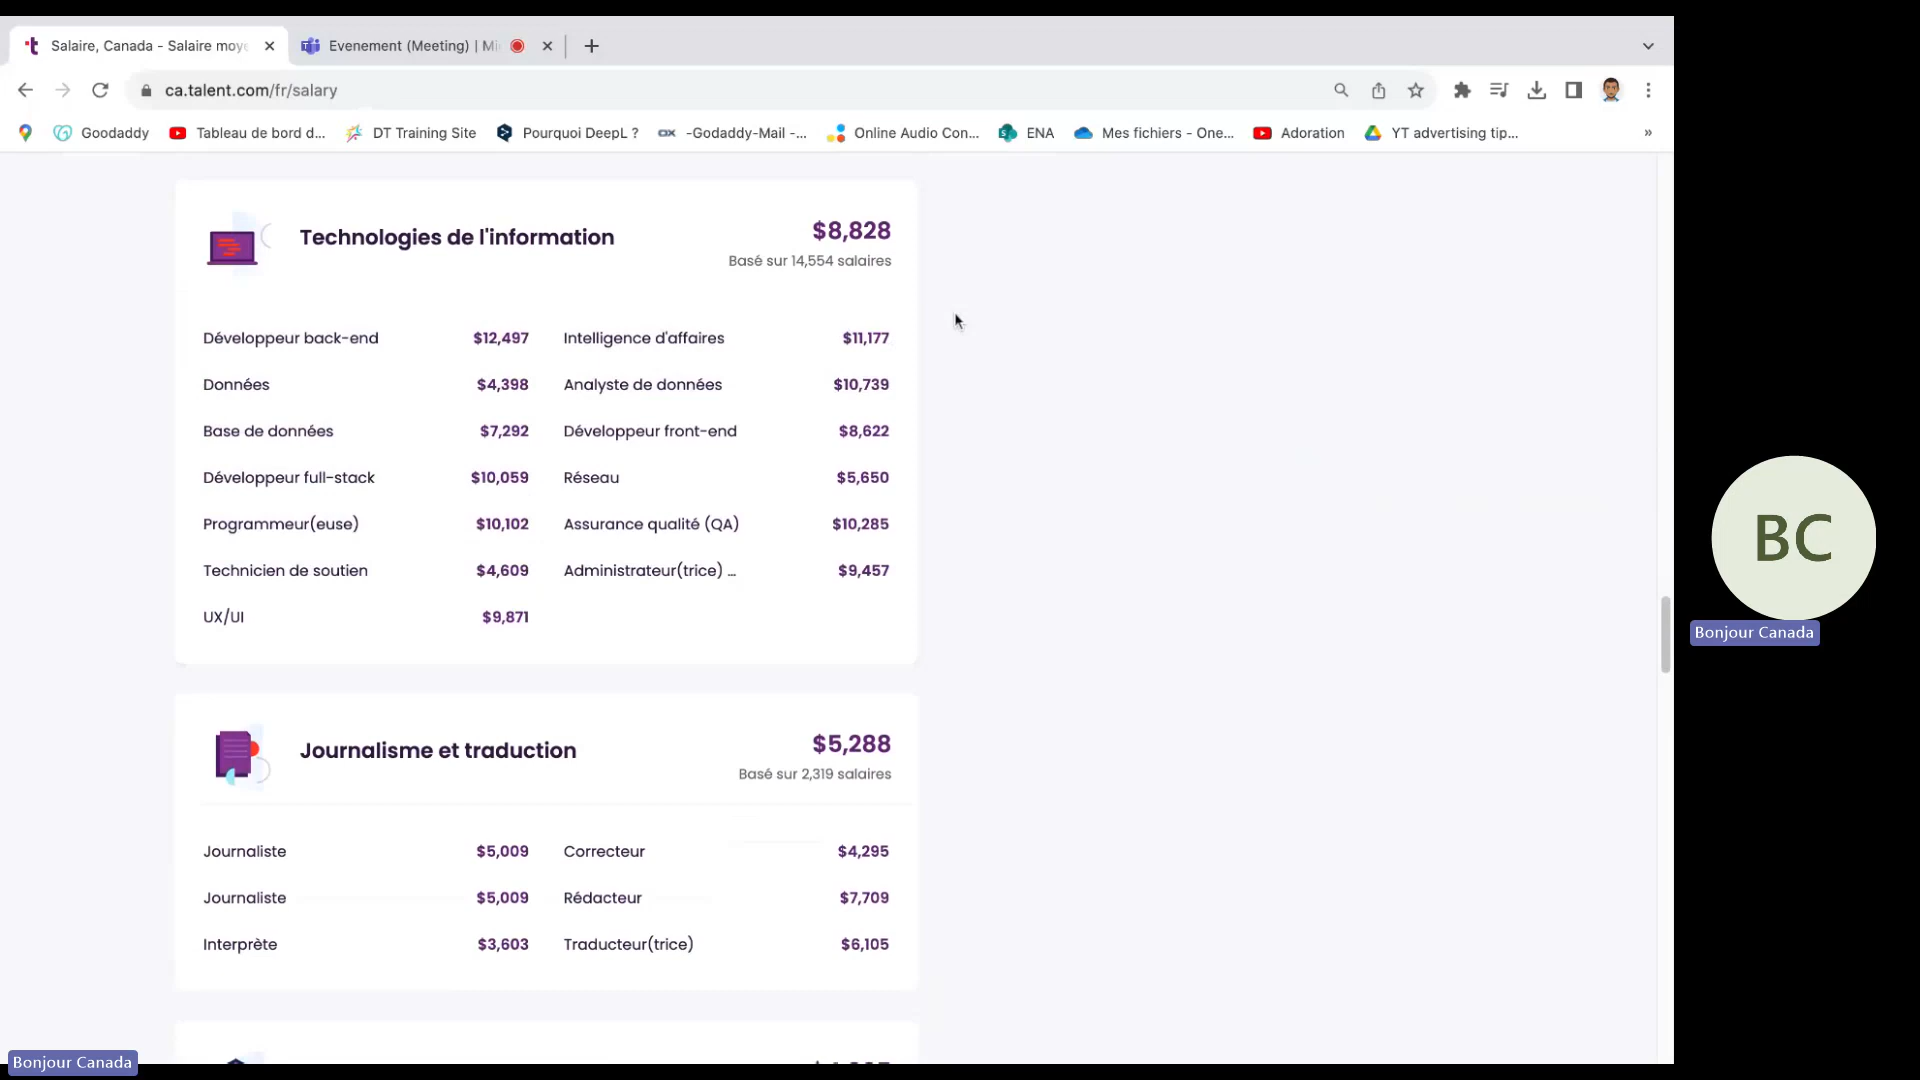 Salaire, Canada - Salaire moye
Evenement (Meeting) | Mi
ca.talent.com/fr/salary
Goodaddy
Tableau de bord d...
DT Training Site
Pourquoi DeepL ?
-Godaddy-Mail -...
Online Audio Con...
ENA
Mes fichiers - One...
Adoration
YT advertising tip...
»
Technologies de l'information
$8,828
Basé sur 14,554 salaires
Développeur back-end $12,497 Intelligence d'affaires $11,177
Données $4,398 Analyste de données $10,739
Base de données $7,292 Développeur front-end $8,622
Développeur full-stack $10,059 Réseau $5,650
Programmeur(euse) $10,102 Assurance qualité (QA) $10,285
Technicien de soutien $4,609 Administrateur(trice) ... $9,457
UX/UI $9,871
Journalisme et traduction
$5,288
Basé sur 2,319 salaires
Journaliste $5,009 Correcteur $4,295
Journaliste $5,009 Rédacteur $7,709
Interprète $3,603 Traducteur(trice) $6,105
BC
Bonjour Canada
Bonjour Canada